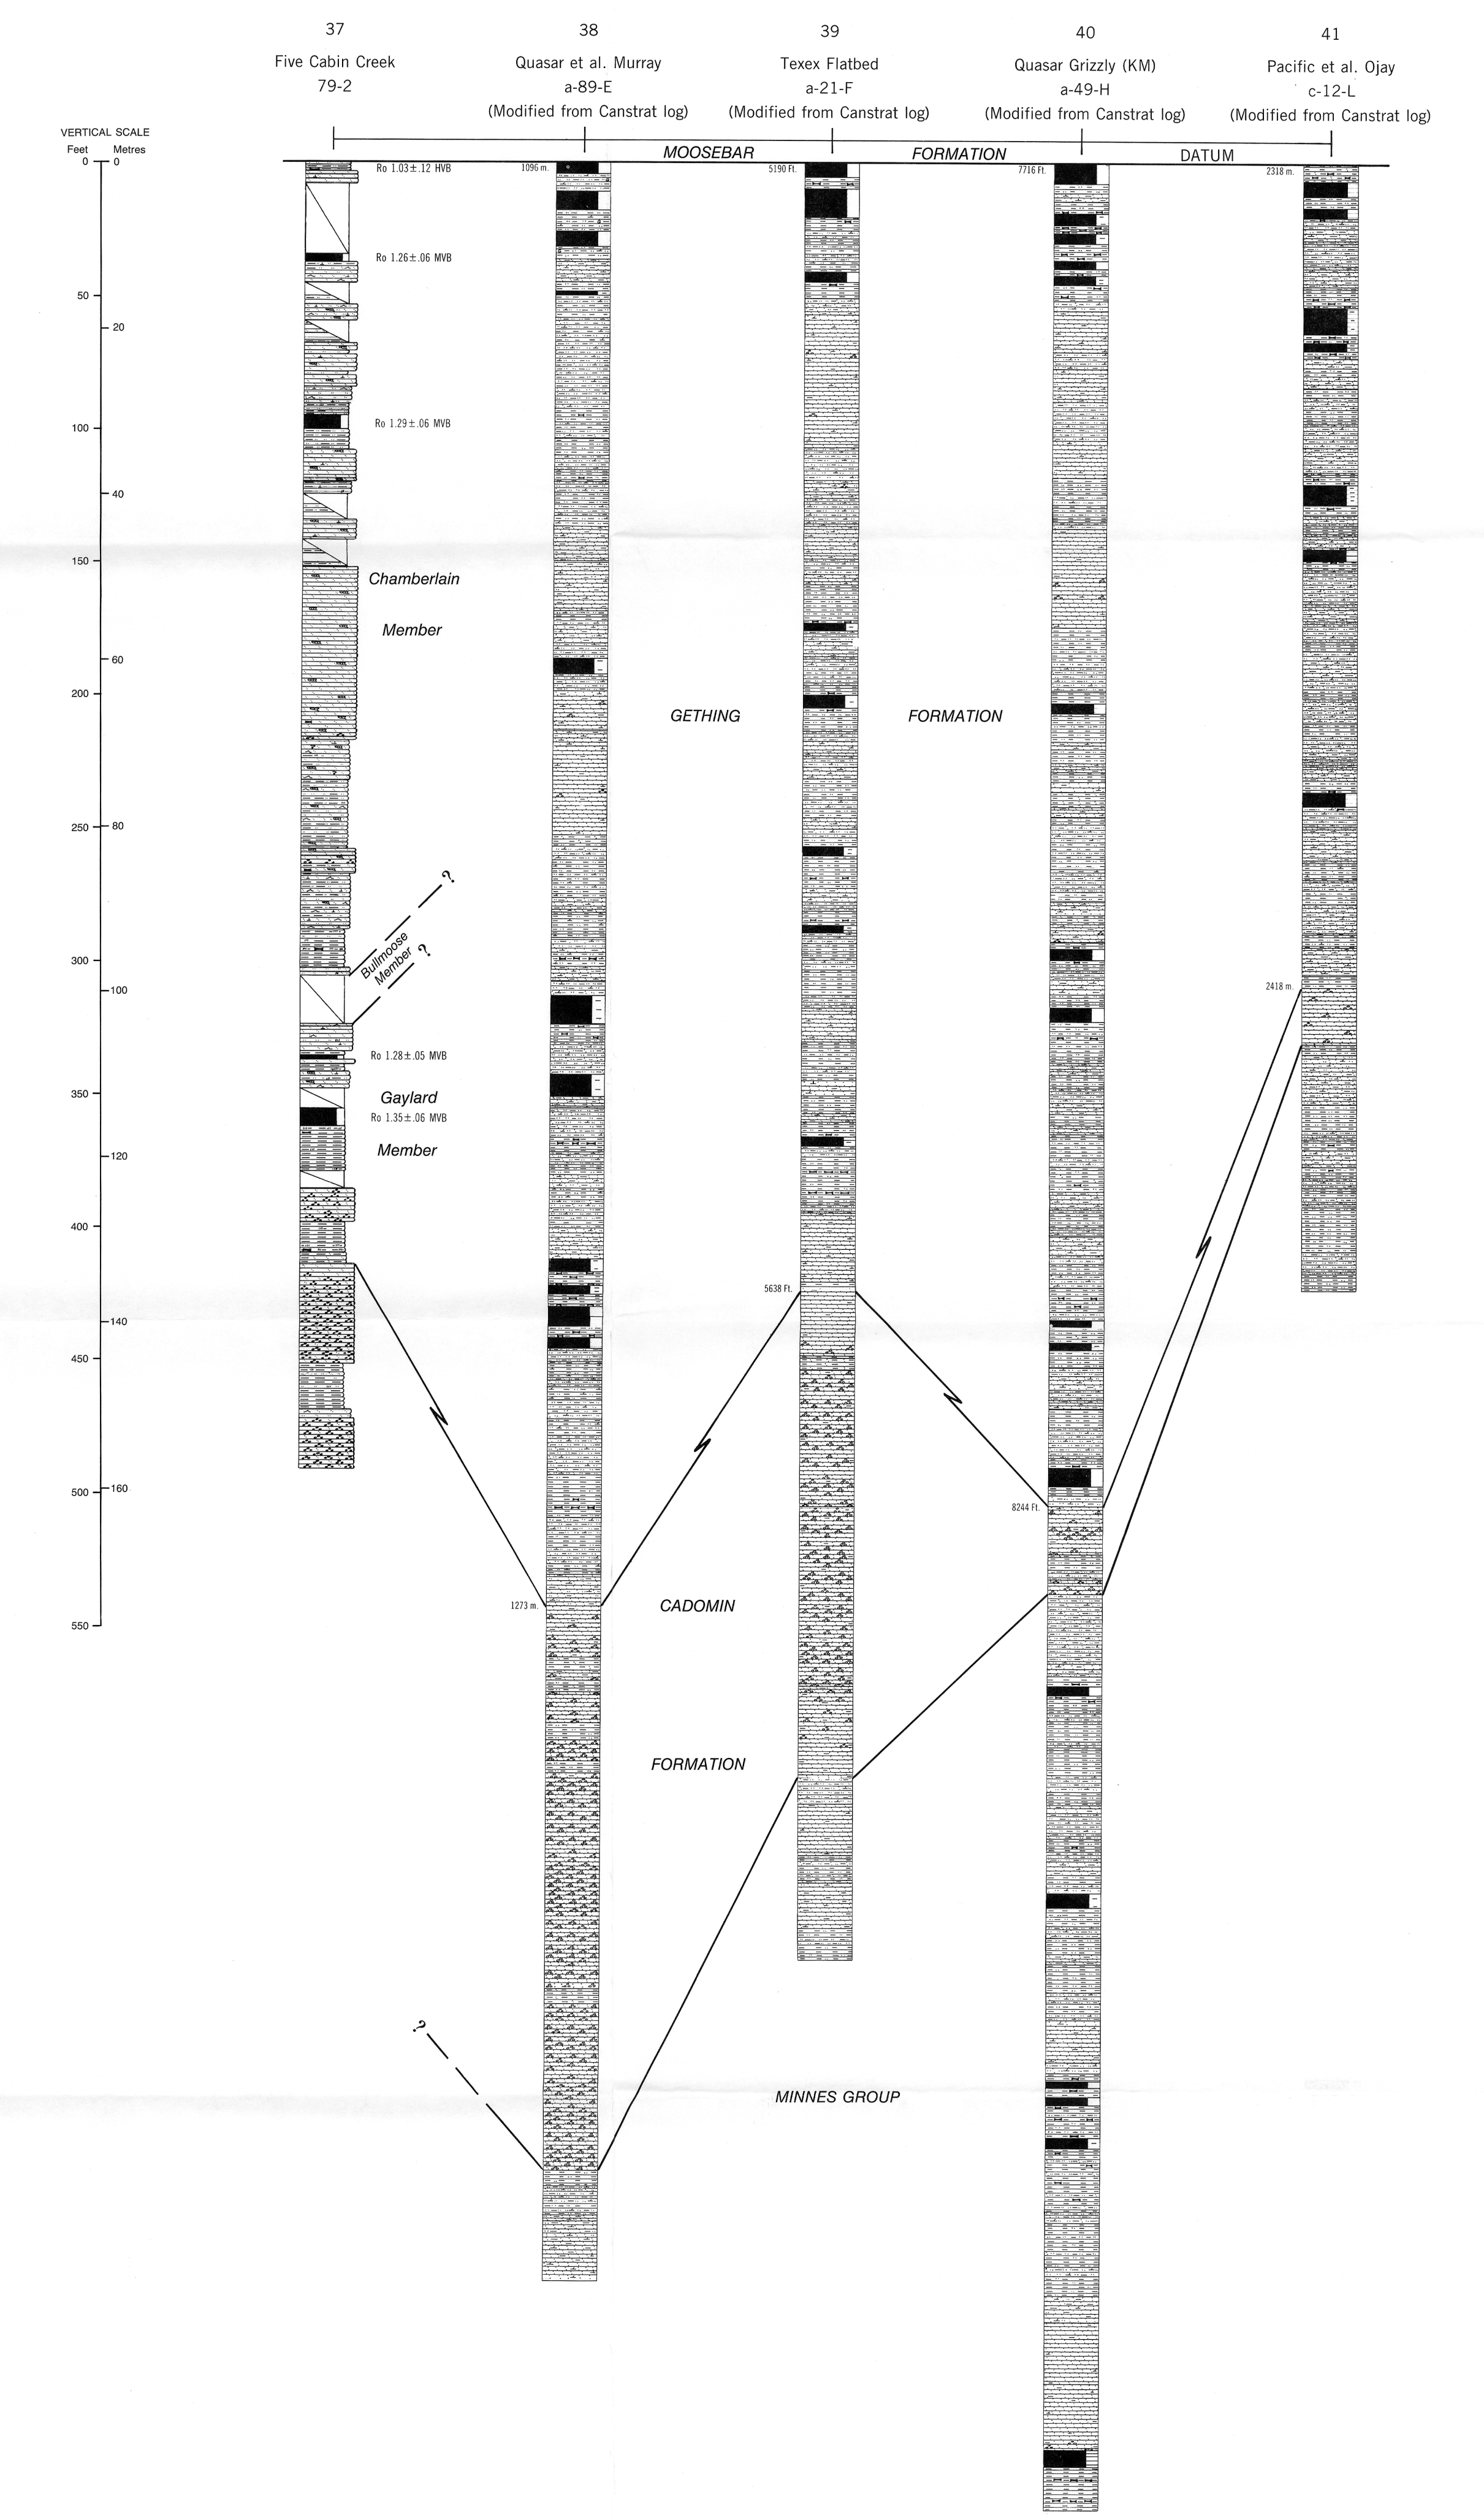 37
Five Cabin Creek
79-2
38
Quasar et al. Murray
a-89-E
(Modified from Canstrat log)
39
Texex Flatbed
a-21-F
(Modified from Canstrat log)
40
Quasar Grizzly (KM)
a-49-H
(Modified from Canstrat log)
41
Pacific et al. Ojay
c-12-L
(Modified from Canstrat log)
VERTICAL SCALE
Feet Metres
MOOSEBAR FORMATION DATUM
0 0
Ro 1.03±.12 HVB
1096 m.
5190 Ft.
7716 Ft.
2318 m.
Ro 1.26±.06 MVB
50
20
100
Ro 1.29±.06 MVB
40
150
Chamberlain
Member
60
200
GETHING FORMATION
250
80
?
Bullmoose
Member
?
300
100
2418 m.
Ro 1.28±.05 MVB
350
Gaylard
Ro 1.35±.06 MVB
Member
120
400
5638 Ft.
140
450
500
160
8244 Ft.
1273 m.
CADOMIN
550
FORMATION
?
MINNES GROUP